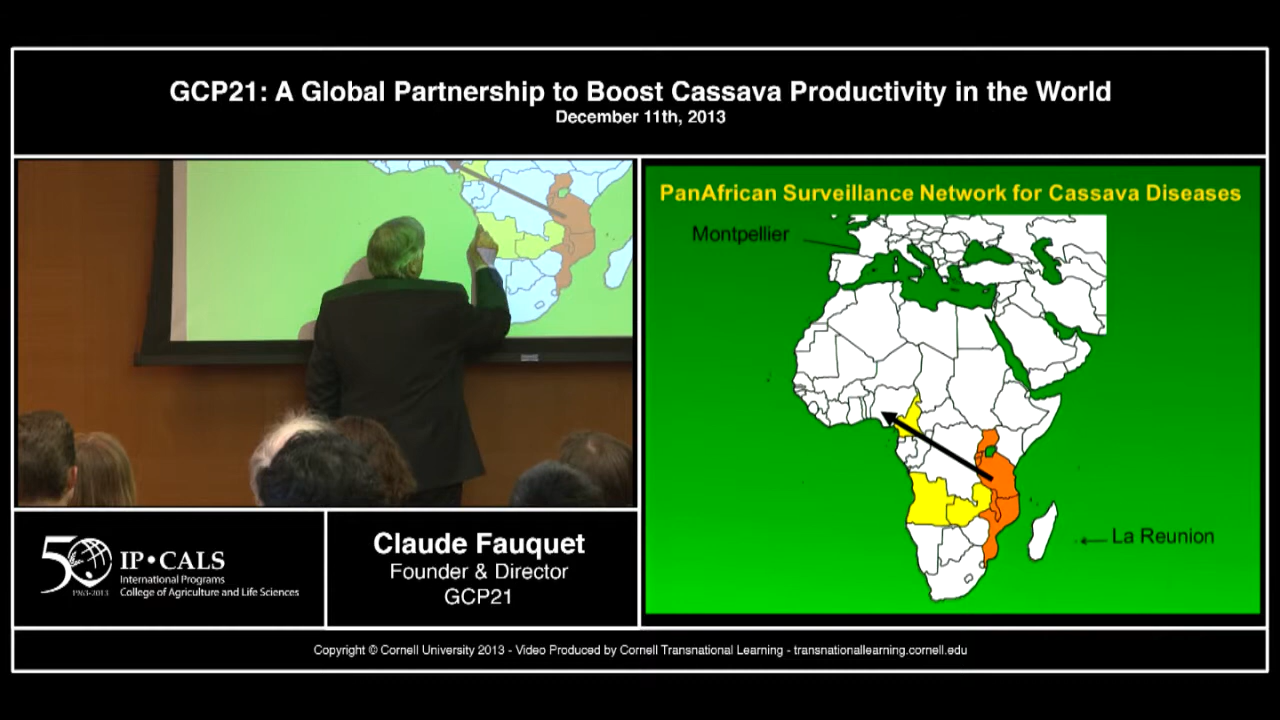 GCP21: A Global Partnership to Boost Cassava Productivity in the World
December 11th, 2013
PanAfrican Surveillance Network for Cassava Diseases
Montpellier
La Reunion
50
1963-2013
IP•CALS
International Programs
College of Agriculture and Life Sciences
Claude Fauquet
Founder & Director
GCP21
Copyright © Cornell University 2013 - Video Produced by Cornell Transnational Learning - transnationallearning.cornell.edu